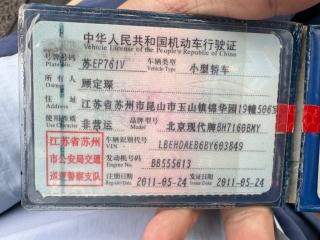 中华人民共和国机动车行驶证
Vehicle License of the People's Republic of China
号牌号码 苏EP761V 车辆类型 小型轿车
Plate No. Vehicle Type
所有人 顾定琛
Owner
住址 江苏省苏州市昆山市玉山镇锦华园19幢506室
Address
使用性质 非营运 品牌型号 北京现代牌BH7160BMY
Use Character Model
江苏省苏州
市公安局交通
巡逻警察支队
车辆识别代号 LBEHDAEB6BY603849
VIN
发动机号码 BB555613
Engine No.
注册日期 2011-05-24 发证日期 2011-05-24
Register Date Issue Date